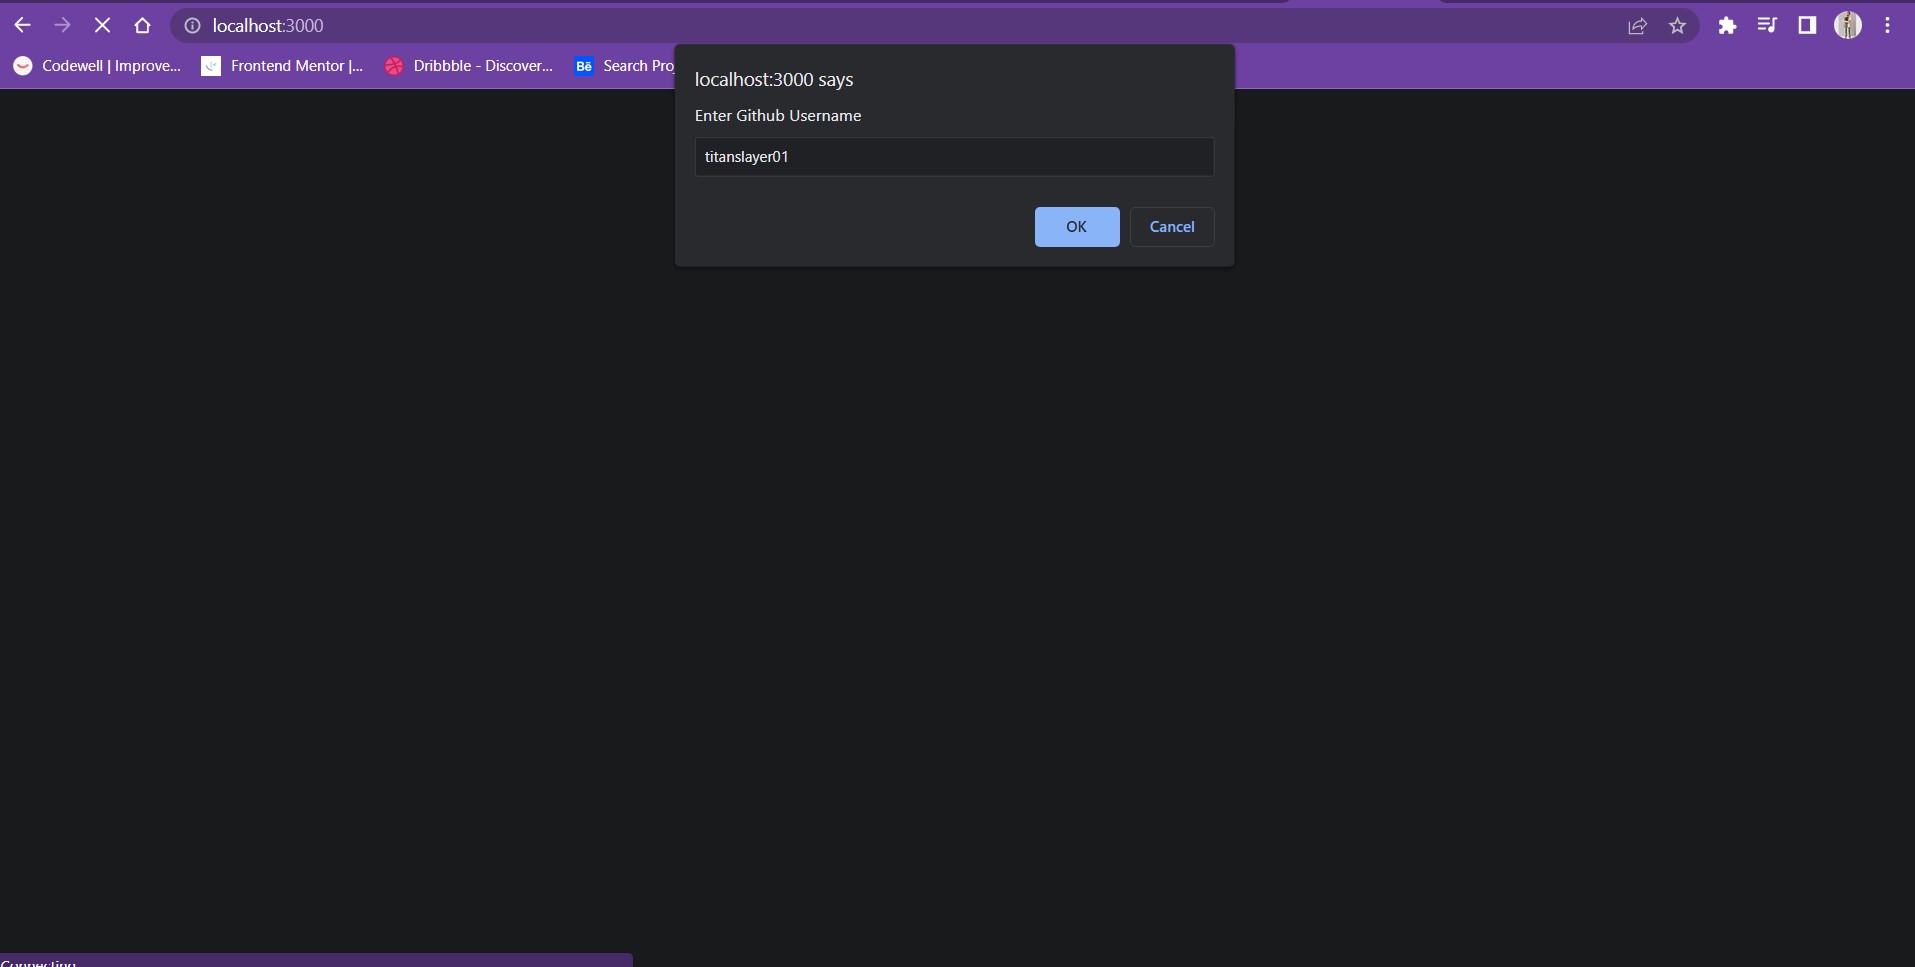 localhost:3000
Codewell | Improve...
Frontend Mentor |...
Dribbble - Discover...
Bē
Search Proj
localhost:3000 says
Enter Github Username
titanslayer01
OK
Cancel
Connecting